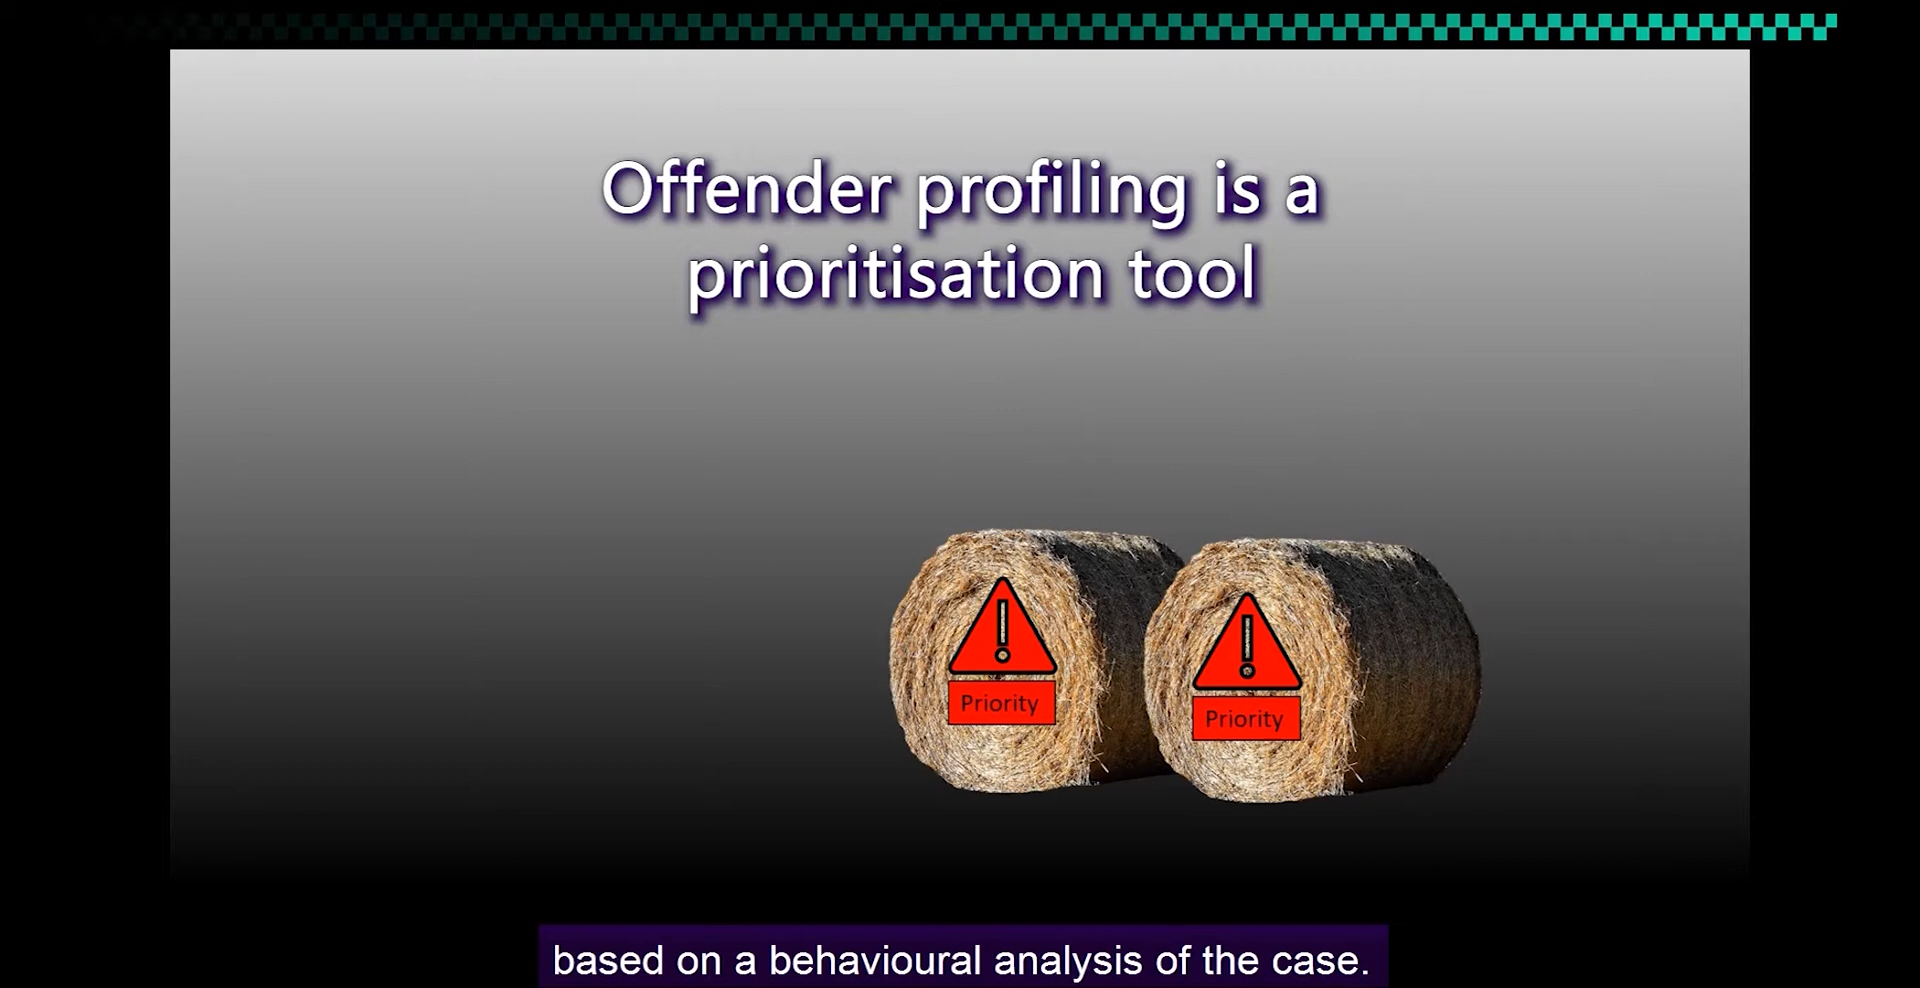 Offender profiling is a
prioritisation tool
Priority
Priority
based on a behavioural analysis of the case.